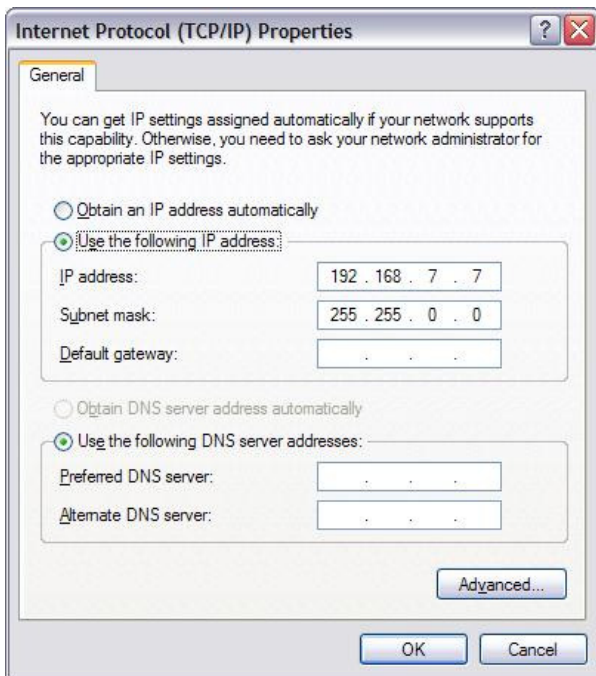 Internet Protocol (TCP/IP) Properties
General
You can get IP settings assigned automatically if your network supports
this capability. Otherwise, you need to ask your network administrator for
the appropriate IP settings.
Obtain an IP address automatically
Use the following IP address:
IP address: 192 . 168 . 7 . 7
Subnet mask: 255 . 255 . 0 . 0
Default gateway: . . .
Obtain DNS server address automatically
Use the following DNS server addresses:
Preferred DNS server: . . .
Alternate DNS server: . . .
Advanced...
OK Cancel